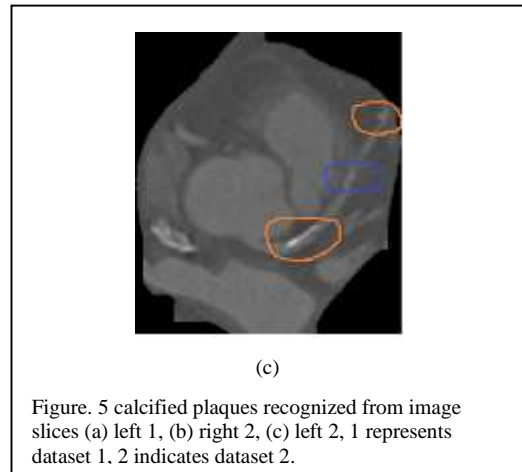 (c)
Figure. 5 calcified plaques recognized from image
slices (a) left 1, (b) right 2, (c) left 2, 1 represents
dataset 1, 2 indicates dataset 2.